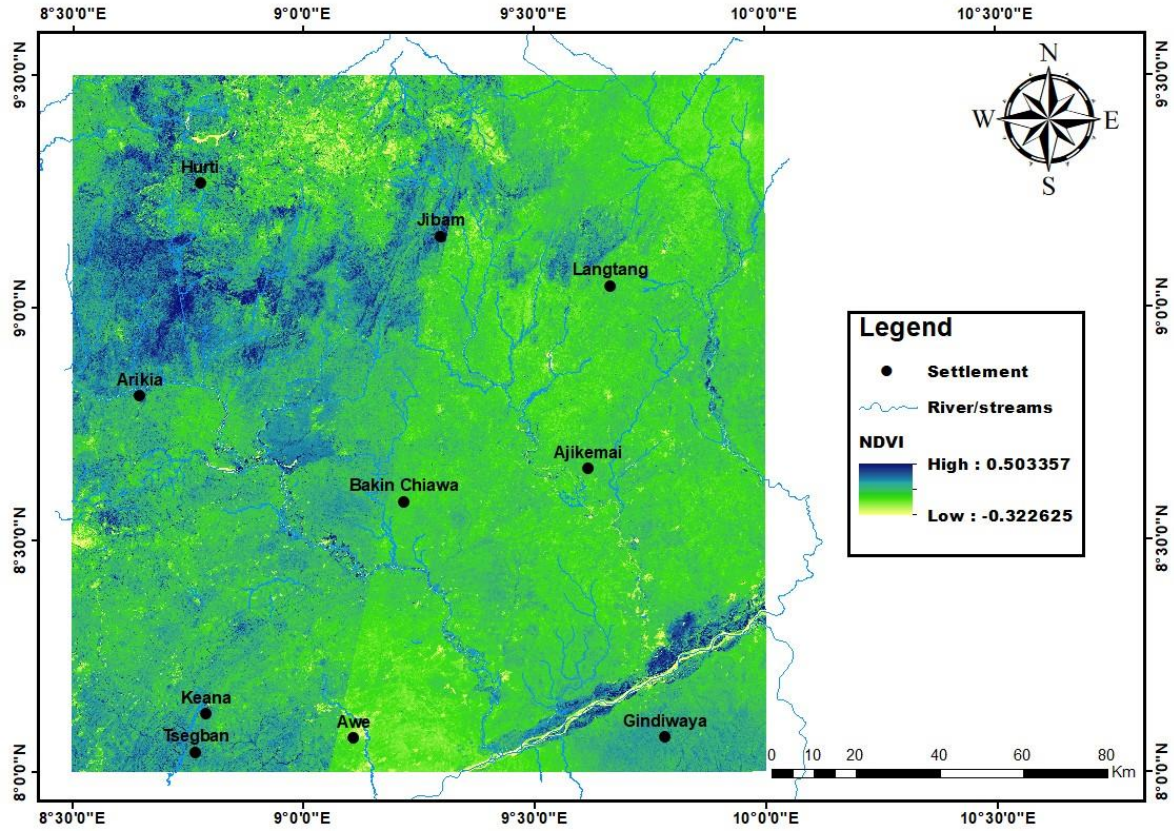 8°30'0"E 9°0'0"E 9°30'0"E 10°0'0"E 10°30'0"E
9°30'0"N
9°30'0"N
N
W
E
S
Hurti
Jibam
Langtang
9°0'0"N
9°0'0"N
Legend
Settlement
River/streams
NDVI
High : 0.503357
Low : -0.322625
Arikia
Ajikemai
Bakin Chiawa
8°30'0"N
8°30'0"N
Keana
Tsegban
Awe
Gindiwaya
0 5 10 20 40 60 80
Km
8°0'0"N
8°0'0"N
8°30'0"E 9°0'0"E 9°30'0"E 10°0'0"E 10°30'0"E